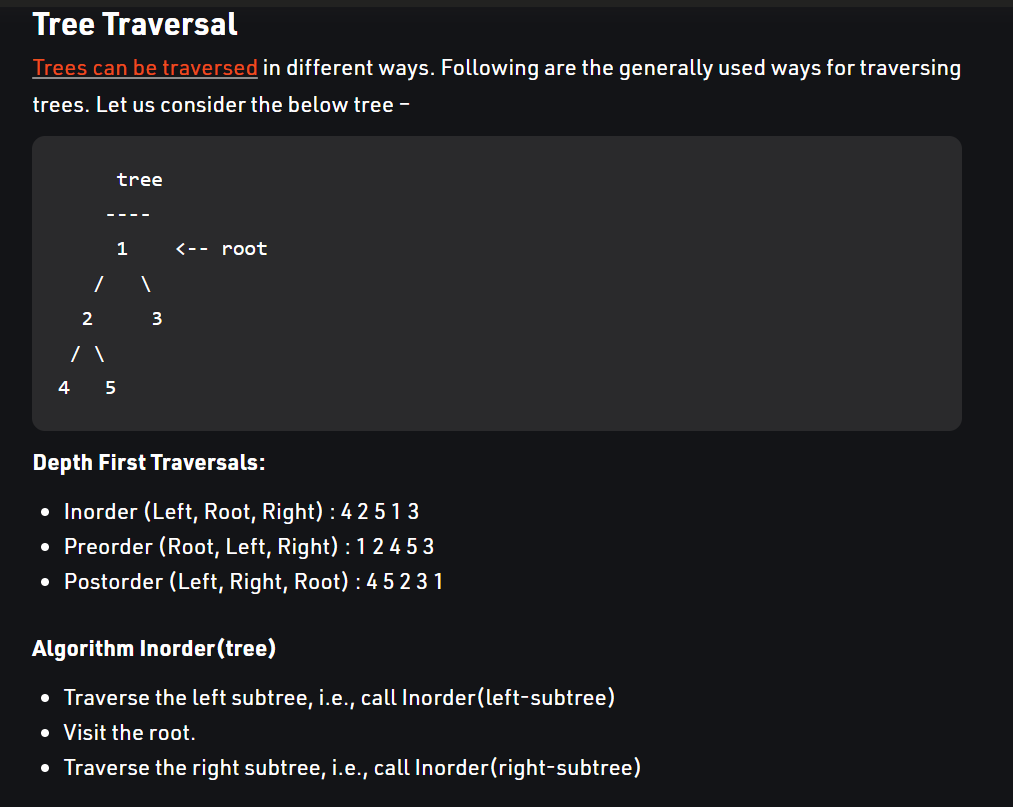 Tree Traversal
Trees can be traversed in different ways. Following are the generally used ways for traversing
trees. Let us consider the below tree –
tree
----
1 <-- root
/ \
2 3
/ \
4 5
Depth First Traversals:
• Inorder (Left, Root, Right) : 4 2 5 1 3
• Preorder (Root, Left, Right) : 1 2 4 5 3
• Postorder (Left, Right, Root) : 4 5 2 3 1
Algorithm Inorder(tree)
• Traverse the left subtree, i.e., call Inorder(left-subtree)
• Visit the root.
• Traverse the right subtree, i.e., call Inorder(right-subtree)